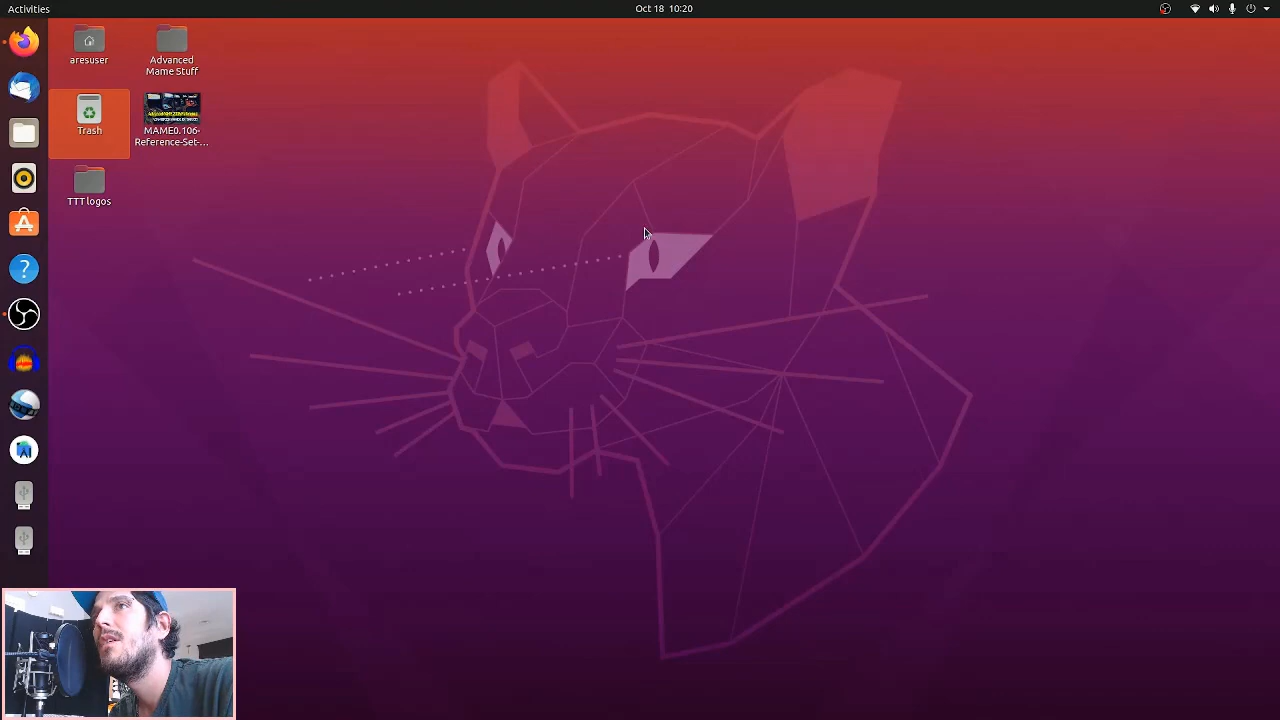 Activities
Oct 18 10:20
aresuser
Advanced
Mame Stuff
Trash
MAME0.106-
Reference-Set-...
TTT logos